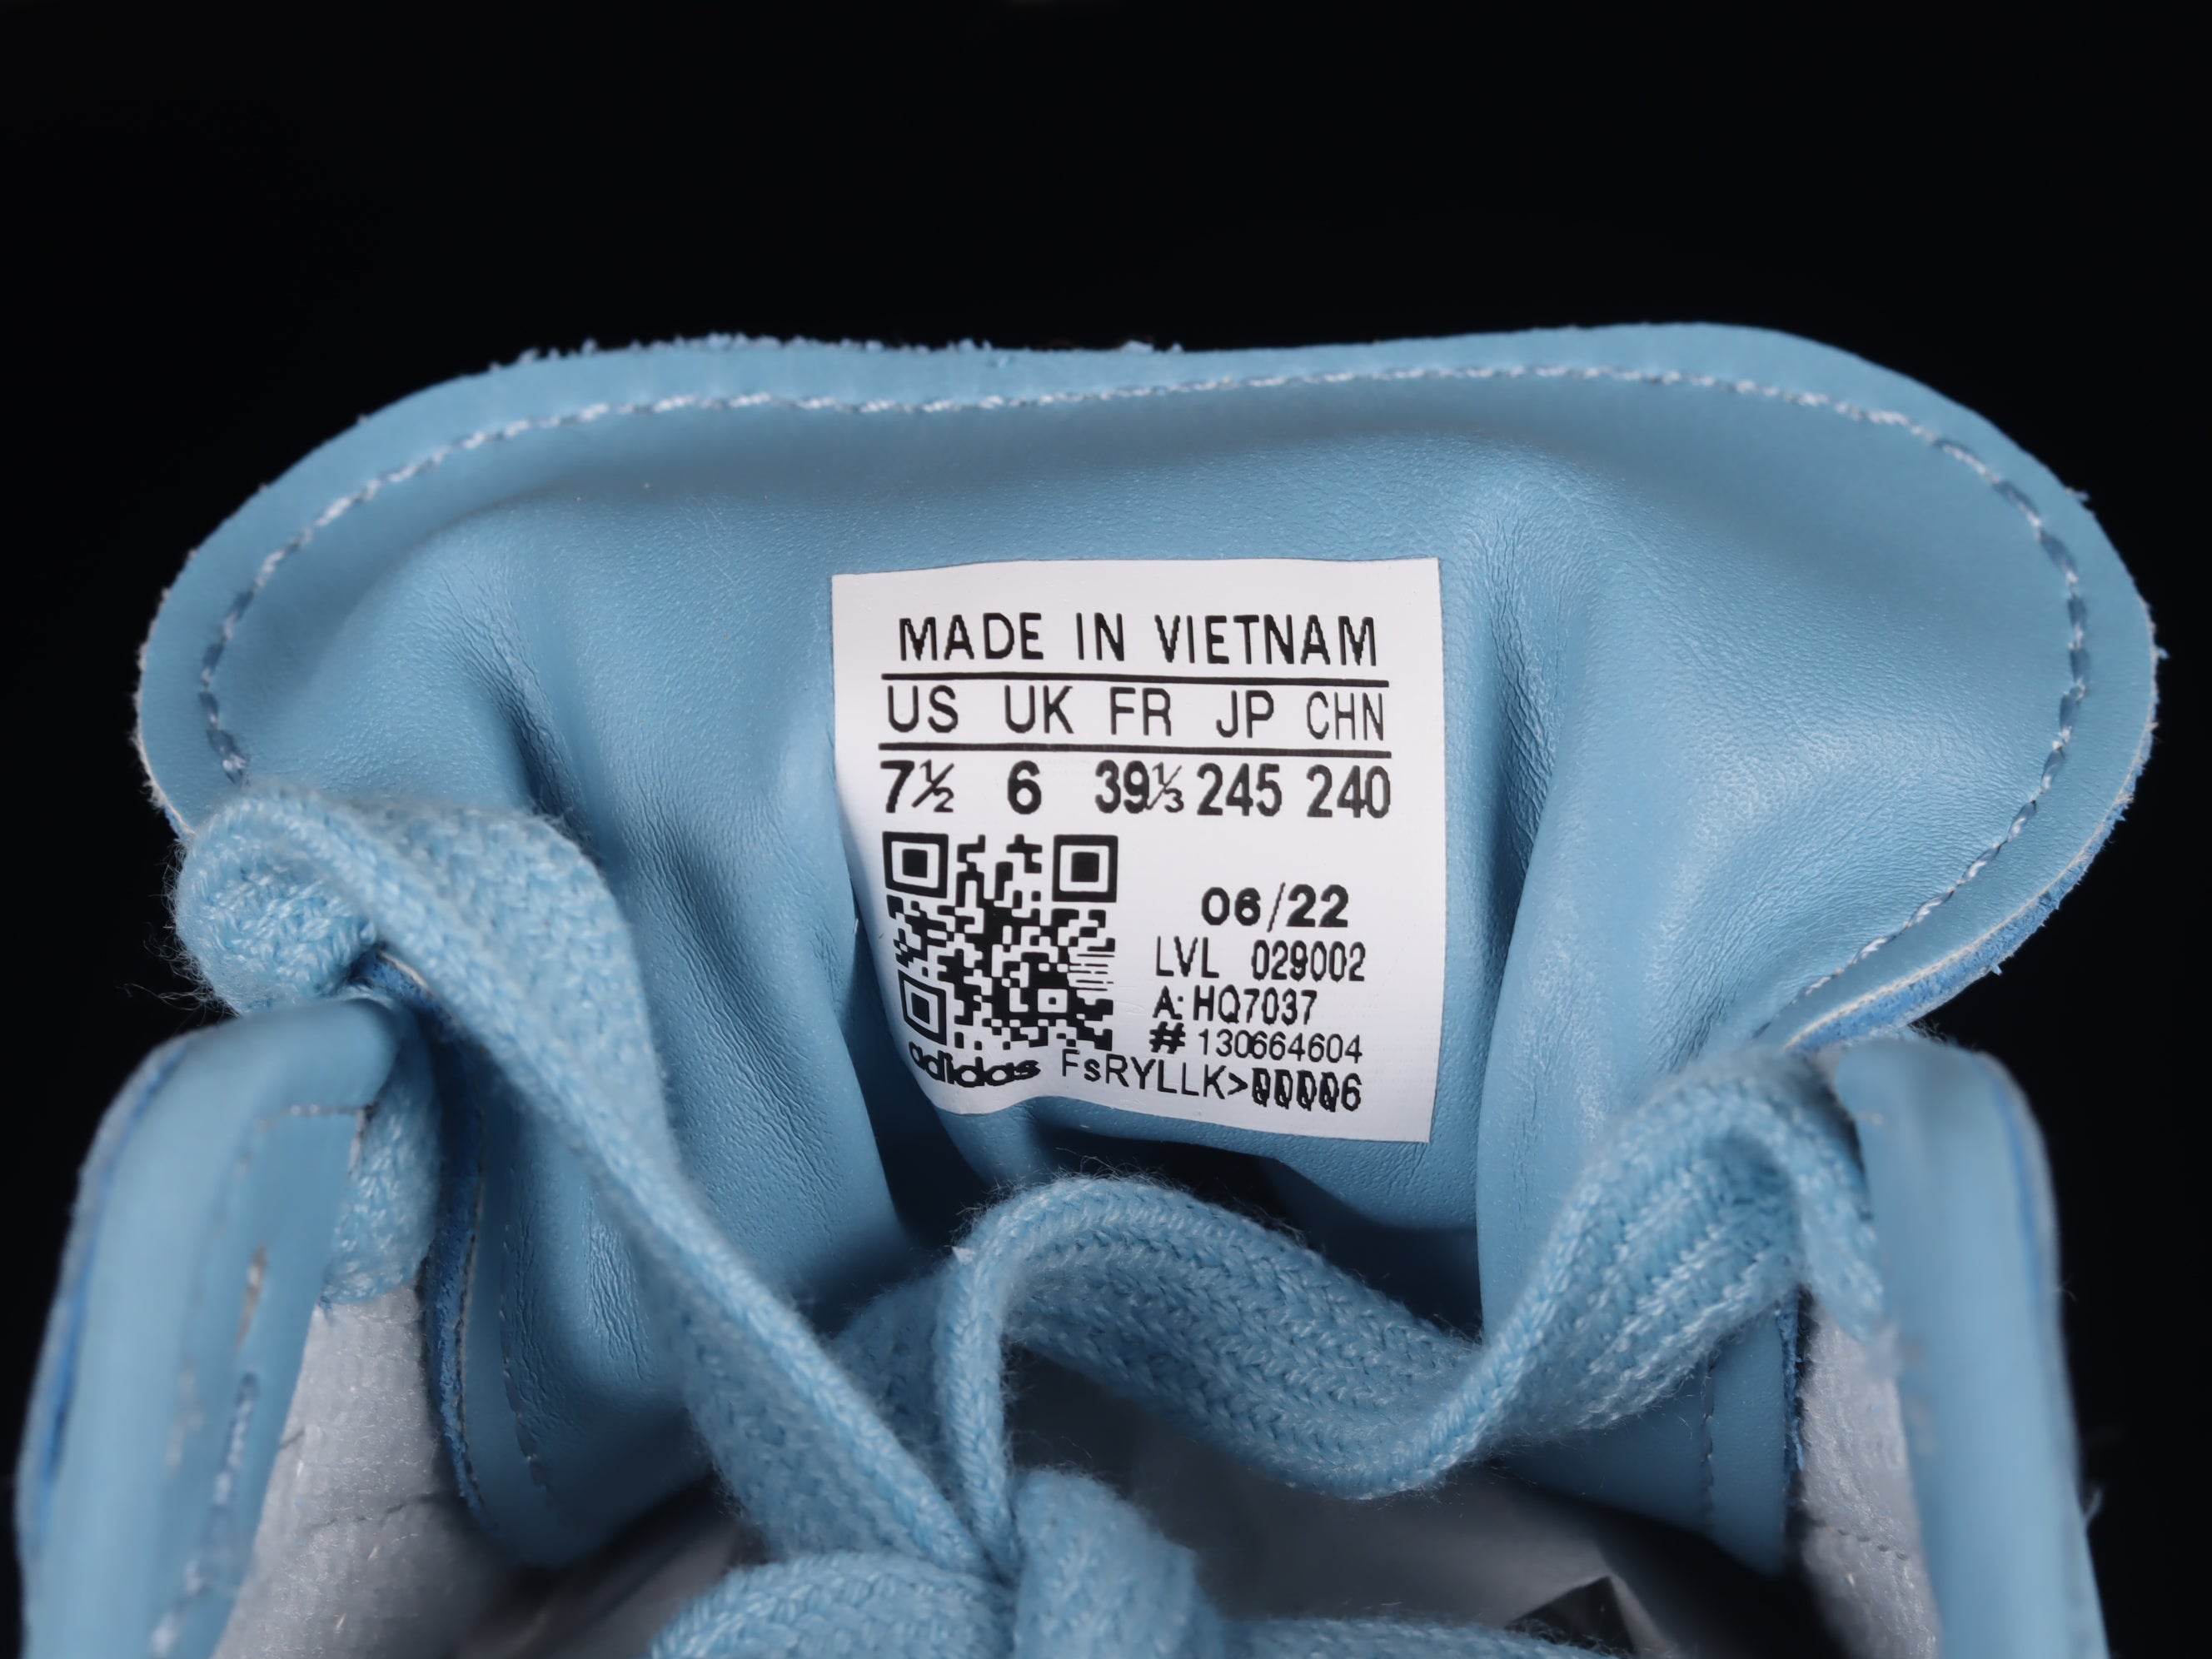 MADE IN VIETNAM
US UK FR JP CHN
7½ 6 39⅓ 245 240
06/22
LVL 029002
A: HQ7037
# 130664604
adidas FsRYLLK>00006